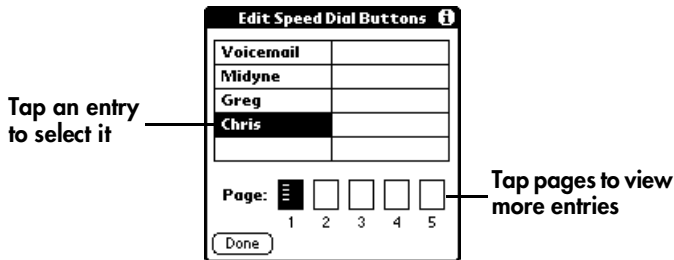 Edit Speed Dial Buttons i
Voicemail
Midyne
Greg
Chris
Tap an entry
to select it
Page:
1 2 3 4 5
Tap pages to view
more entries
Done